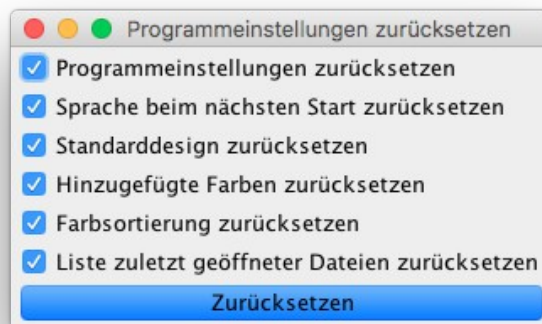 Programmeinstellungen zurücksetzen
Programmeinstellungen zurücksetzen
Sprache beim nächsten Start zurücksetzen
Standarddesign zurücksetzen
Hinzugefügte Farben zurücksetzen
Farbsortierung zurücksetzen
Liste zuletzt geöffneter Dateien zurücksetzen
Zurücksetzen